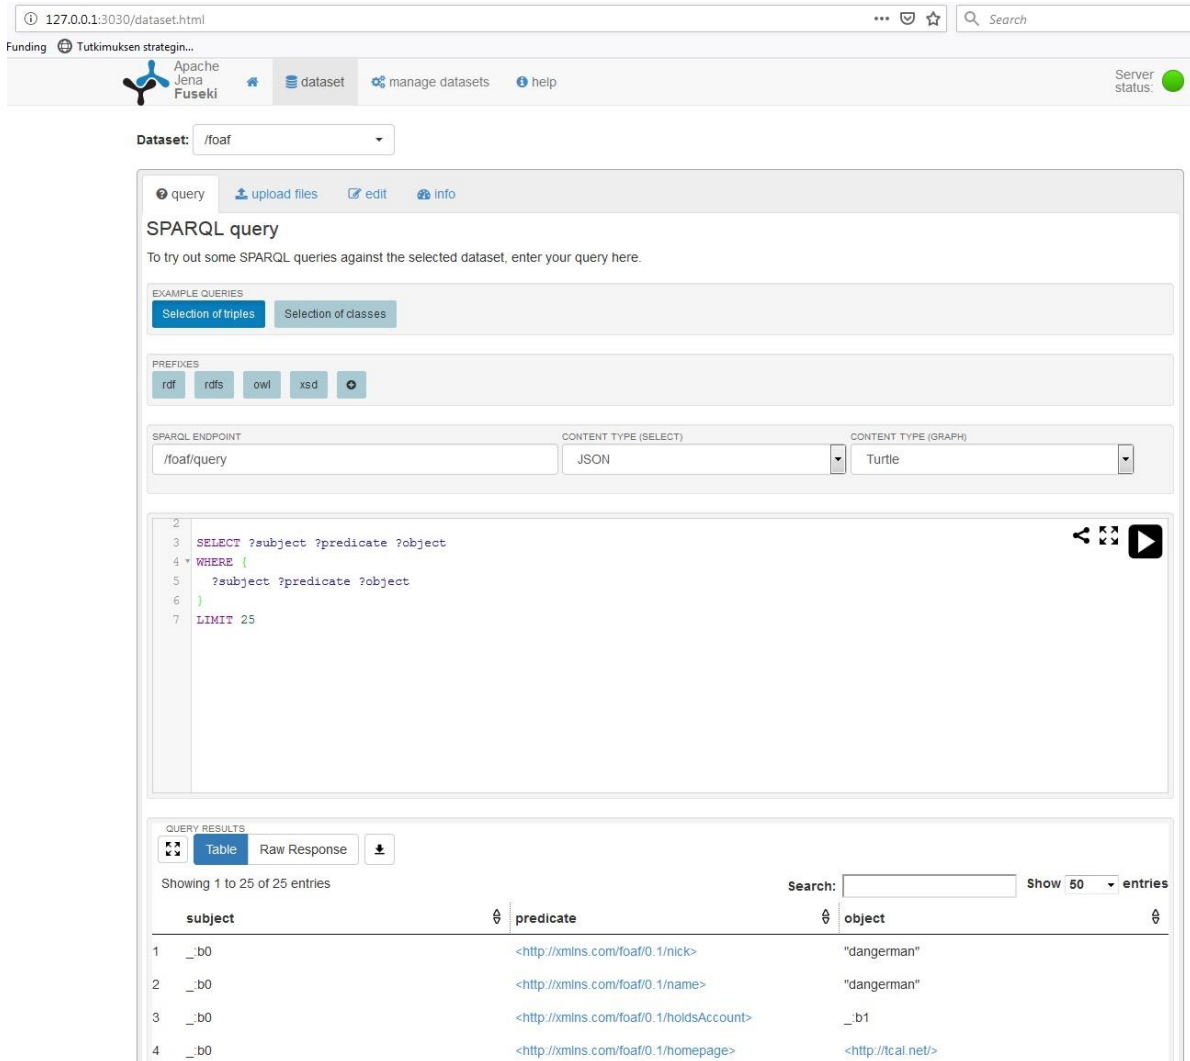 127.0.0.1:3030/dataset.html
Search
Funding Tutkimuksen strategin...
Apache
Jena
Fuseki
dataset manage datasets help
Server
status:
Dataset: /foaf
query upload files edit info
SPARQL query
To try out some SPARQL queries against the selected dataset, enter your query here.
EXAMPLE QUERIES
Selection of triples Selection of classes
PREFIXES
rdf rdfs owl xsd
SPARQL ENDPOINT CONTENT TYPE (SELECT) CONTENT TYPE (GRAPH)
/foaf/query JSON Turtle
2
3 SELECT ?subject ?predicate ?object
4 WHERE {
5 ?subject ?predicate ?object
6 }
7 LIMIT 25
QUERY RESULTS
Table Raw Response
Showing 1 to 25 of 25 entries Search: Show 50 entries
subject predicate object
1 _:b0 <http://xmlns.com/foaf/0.1/nick> "dangerman"
2 _:b0 <http://xmlns.com/foaf/0.1/name> "dangerman"
3 _:b0 <http://xmlns.com/foaf/0.1/holdsAccount> _:b1
4 _:b0 <http://xmlns.com/foaf/0.1/homepage> <http://tcal.net/>